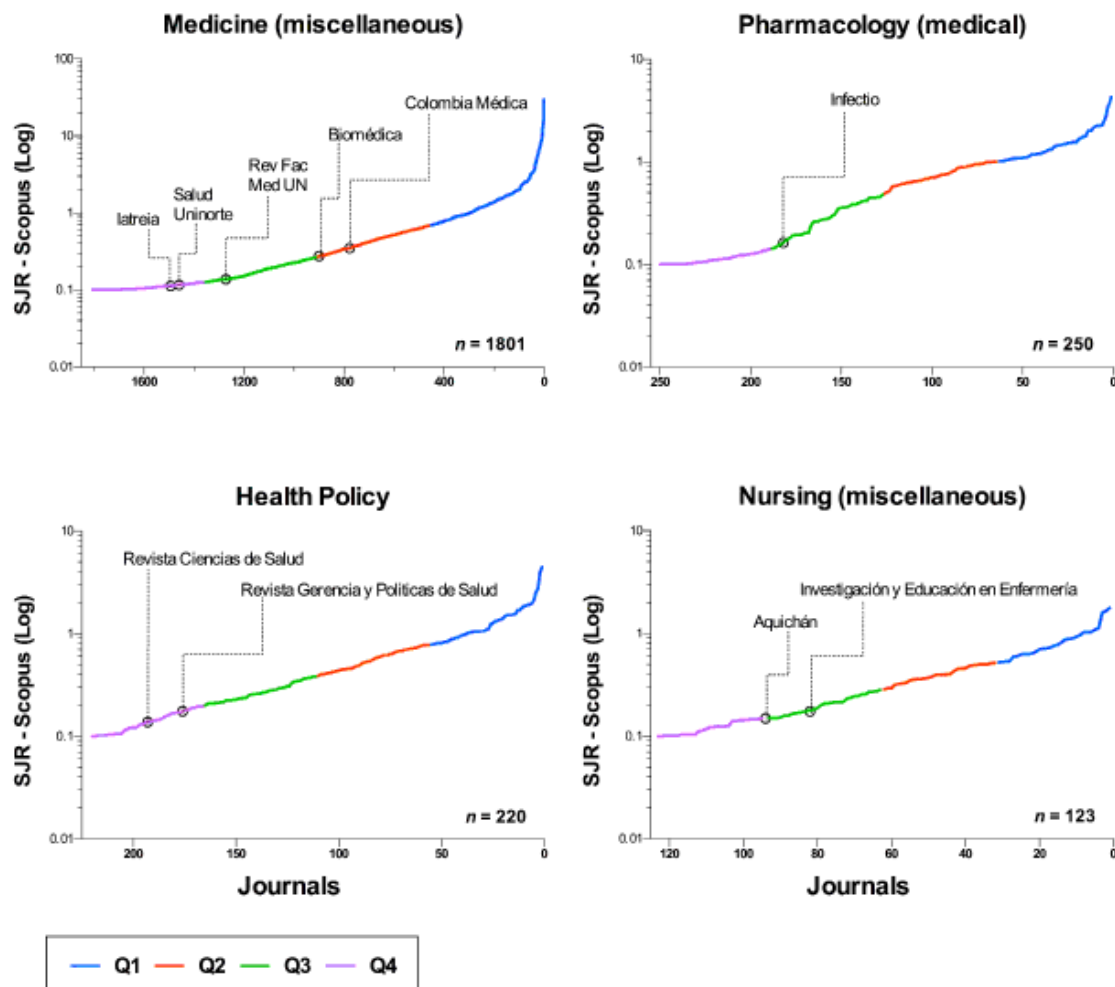 Medicine (miscellaneous)
SJR - Scopus (Log)
100
10
1
0.1
0.01
1600
1200
800
400
0
Iatreia
Salud
Uninorte
Rev Fac
Med UN
Biomédica
Colombia Médica
n = 1801
Pharmacology (medical)
SJR - Scopus (Log)
10
1
0.1
0.01
250
200
150
100
50
0
Infectio
n = 250
Health Policy
SJR - Scopus (Log)
10
1
0.1
0.01
200
150
100
50
0
Revista Ciencias de Salud
Revista Gerencia y Politicas de Salud
n = 220
Journals
Nursing (miscellaneous)
SJR - Scopus (Log)
10
1
0.1
0.01
120
100
80
60
40
20
0
Aquichán
Investigación y Educación en Enfermería
n = 123
Journals
Q1 Q2 Q3 Q4